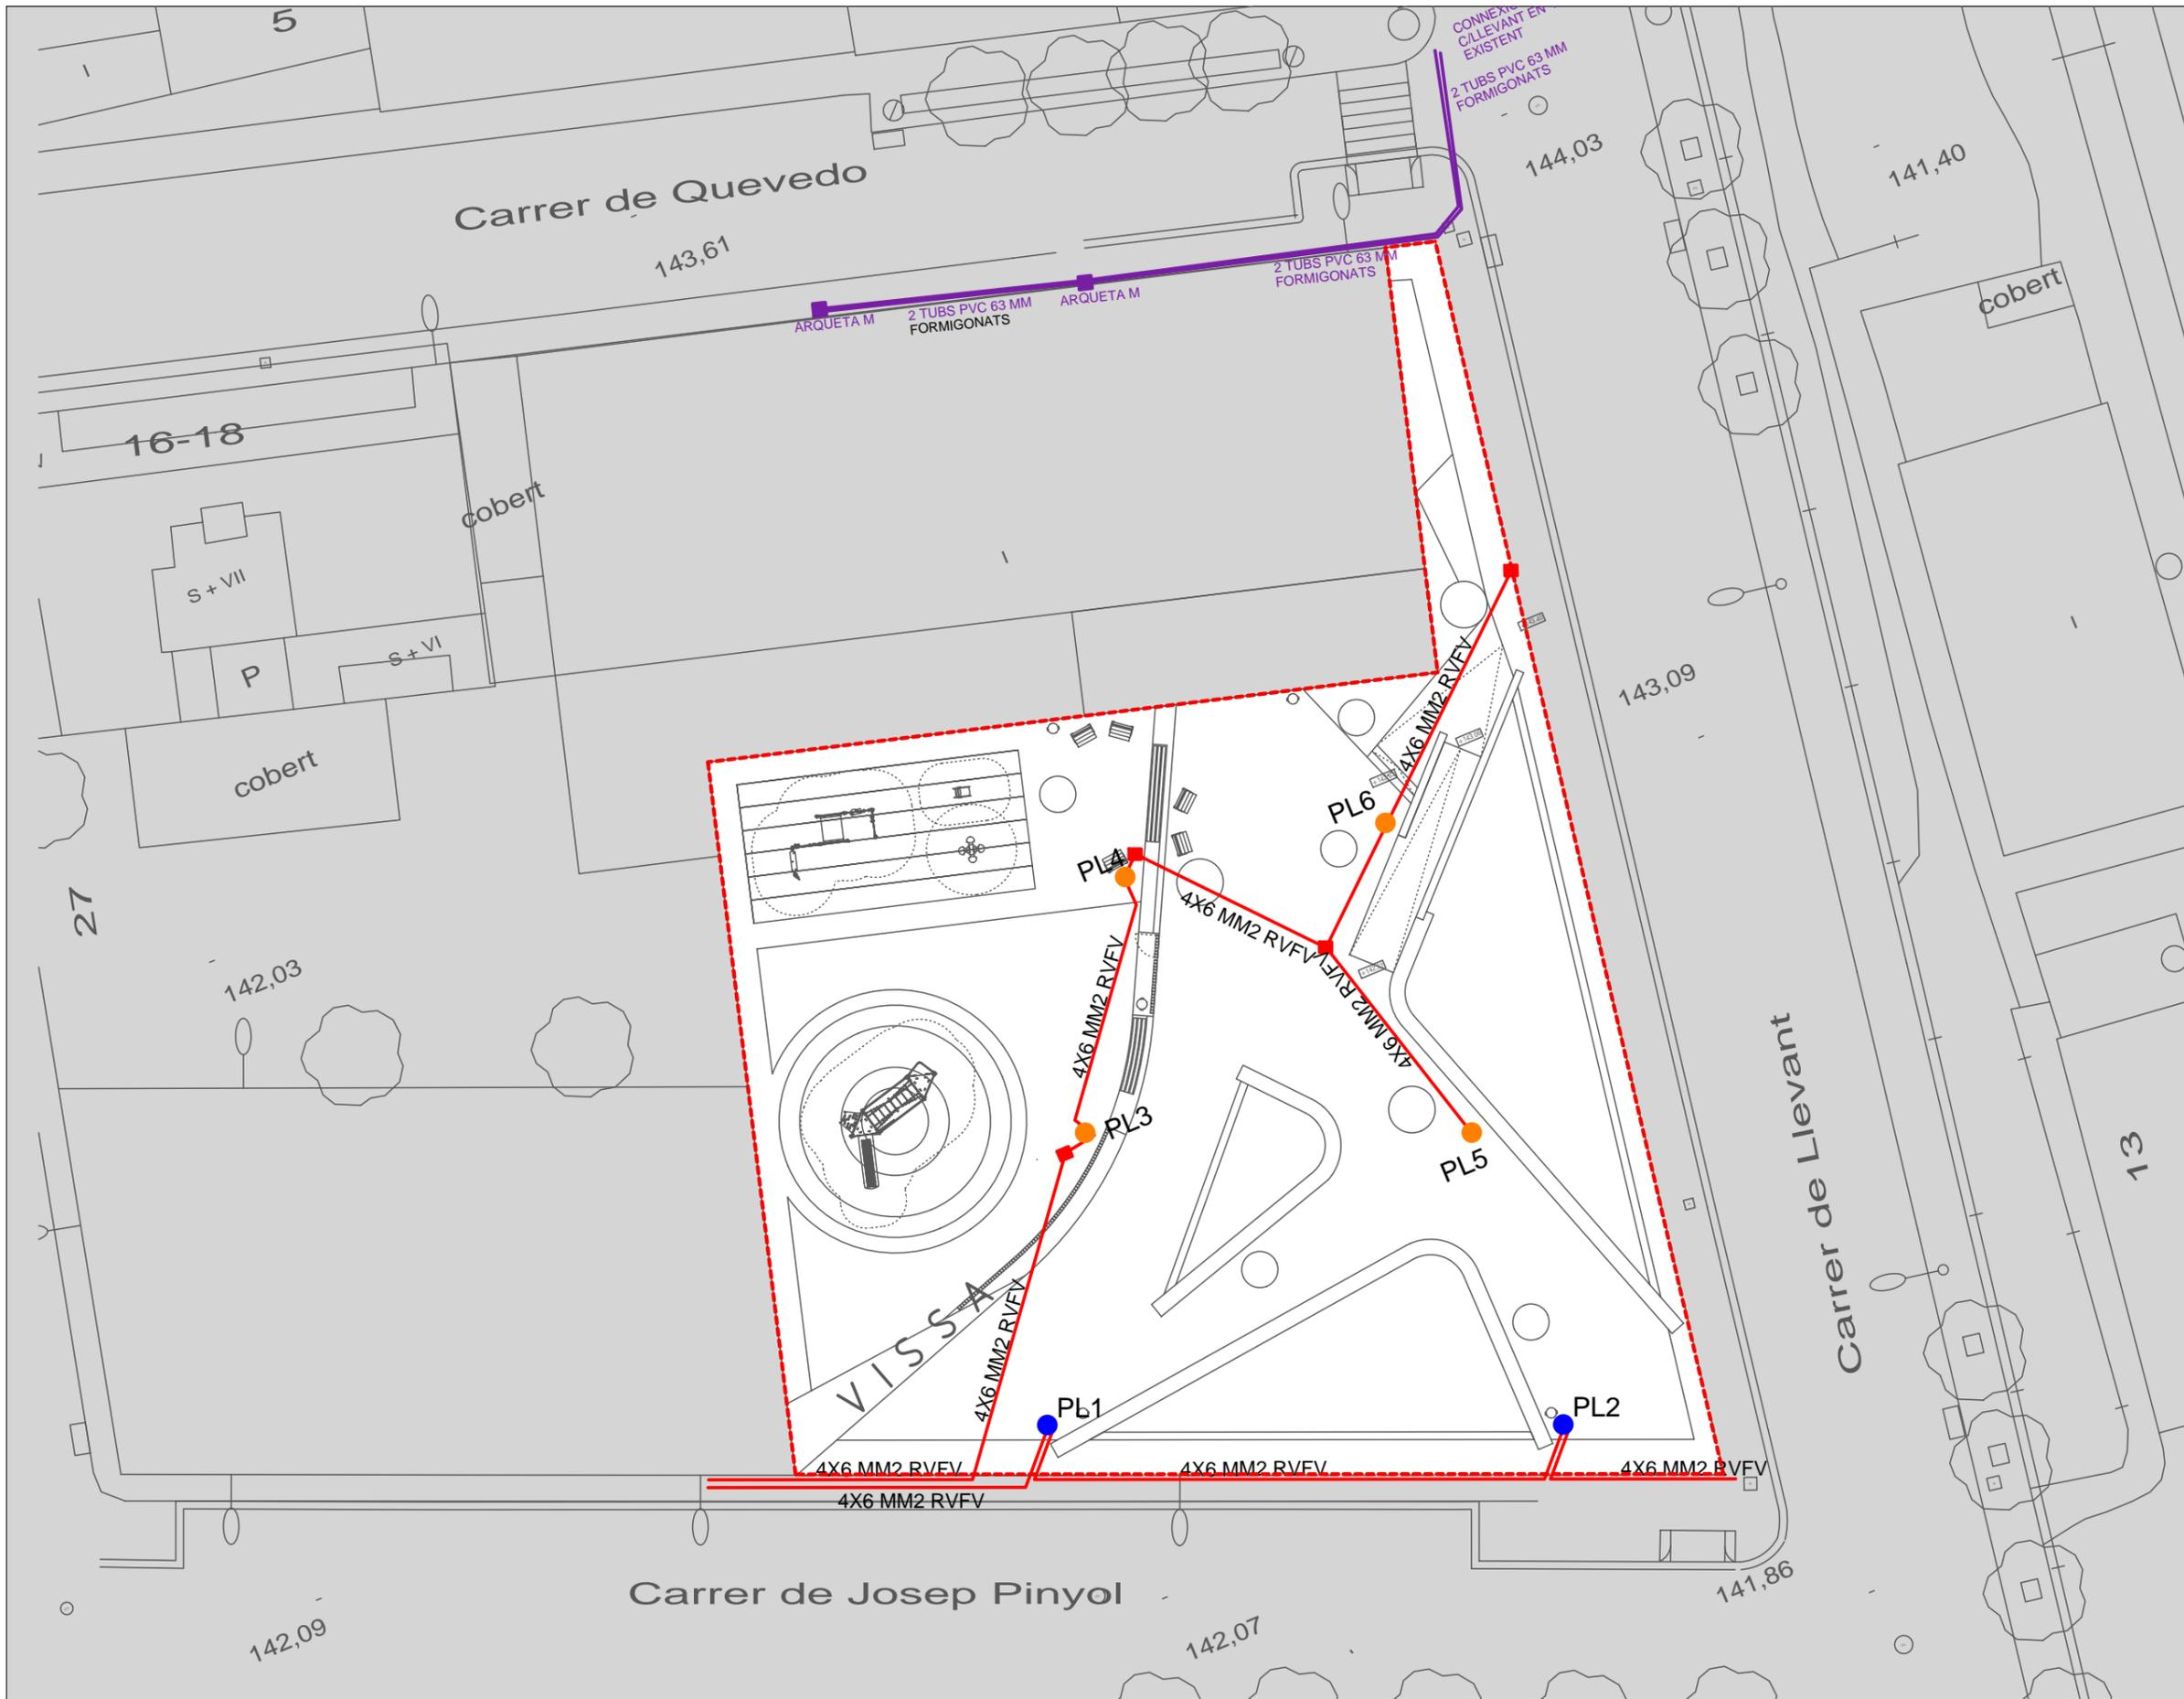 5
I
CONNEXIÓ
C/LLEVANT EN
EXISTENT
2 TUBS PVC 63 MM
FORMIGONATS
144,03
141,40
Carrer de Quevedo
143,61
2 TUBS PVC 63 MM
FORMIGONATS
ARQUETA M
2 TUBS PVC 63 MM
FORMIGONATS
ARQUETA M
cobert
16-18
cobert
I
S + VII
S + VI
P
I
143,09
cobert
4X6 MM2 RVFV
PL6
PL4
4X6 MM2 RVFV
27
142,03
4X6 MM2 RVFV
4X6 MM2 RVFV
PL3
PL5
Carrer de Llevant
13
VISSA
4X6 MM2 RVFV
PL1
PL2
4X6 MM2 RVFV
4X6 MM2 RVFV
4X6 MM2 RVFV
4X6 MM2 RVFV
Carrer de Josep Pinyol
141,86
142,09
142,07